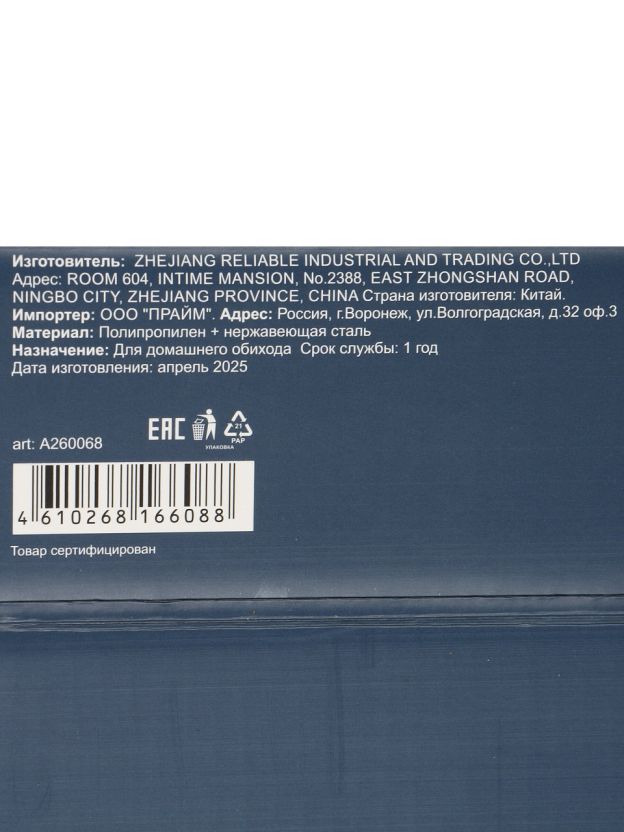 Изготовитель: ZHEJIANG RELIABLE INDUSTRIAL AND TRADING CO.,LTD
Адрес: ROOM 604, INTIME MANSION, No.2388, EAST ZHONGSHAN ROAD,
NINGBO CITY, ZHEJIANG PROVINCE, CHINA Страна изготовителя: Китай.
Импортер: ООО "ПРАЙМ". Адрес: Россия, г.Воронеж, ул.Волгоградская, д.32 оф.3
Материал: Полипропилен + нержавеющая сталь
Назначение: Для домашнего обихода Срок службы: 1 год
Дата изготовления: апрель 2025
art: A260068
EAC
УПАКОВКА
21
PAP
4 610268 166088
Товар сертифицирован